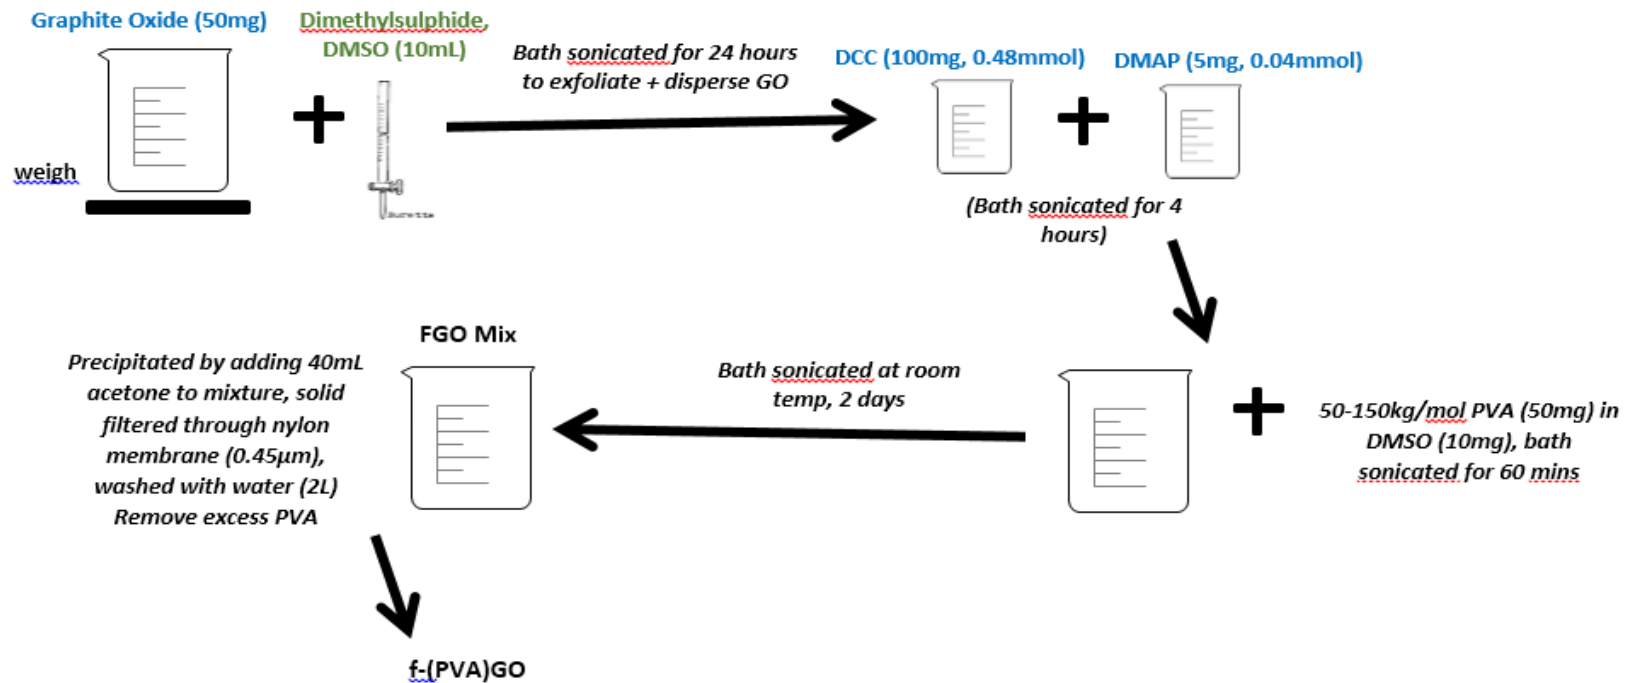 Graphite Oxide (50mg)
Dimethylsulphide,
DMSO (10mL)
Bath sonicated for 24 hours
to exfoliate + disperse GO
DCC (100mg, 0.48mmol)
DMAP (5mg, 0.04mmol)
weigh
Burette
(Bath sonicated for 4
hours)
50-150kg/mol PVA (50mg) in
DMSO (10mg), bath
sonicated for 60 mins
Bath sonicated at room
temp, 2 days
FGO Mix
Precipitated by adding 40mL
acetone to mixture, solid
filtered through nylon
membrane (0.45µm),
washed with water (2L)
Remove excess PVA
f-(PVA)GO